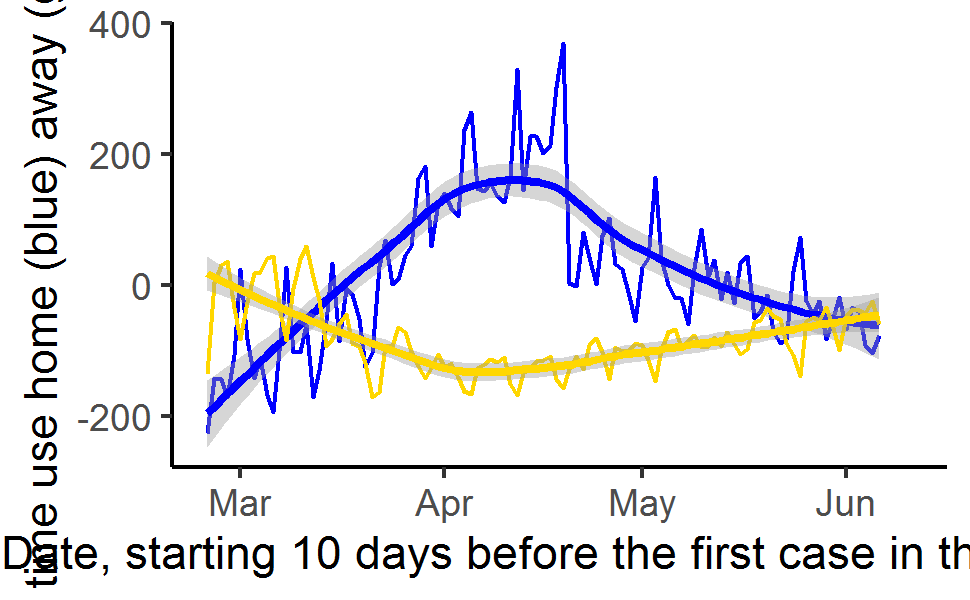 time use home (blue) away (
400
200
0
-200
Mar Apr May Jun
Date, starting 10 days before the first case in th